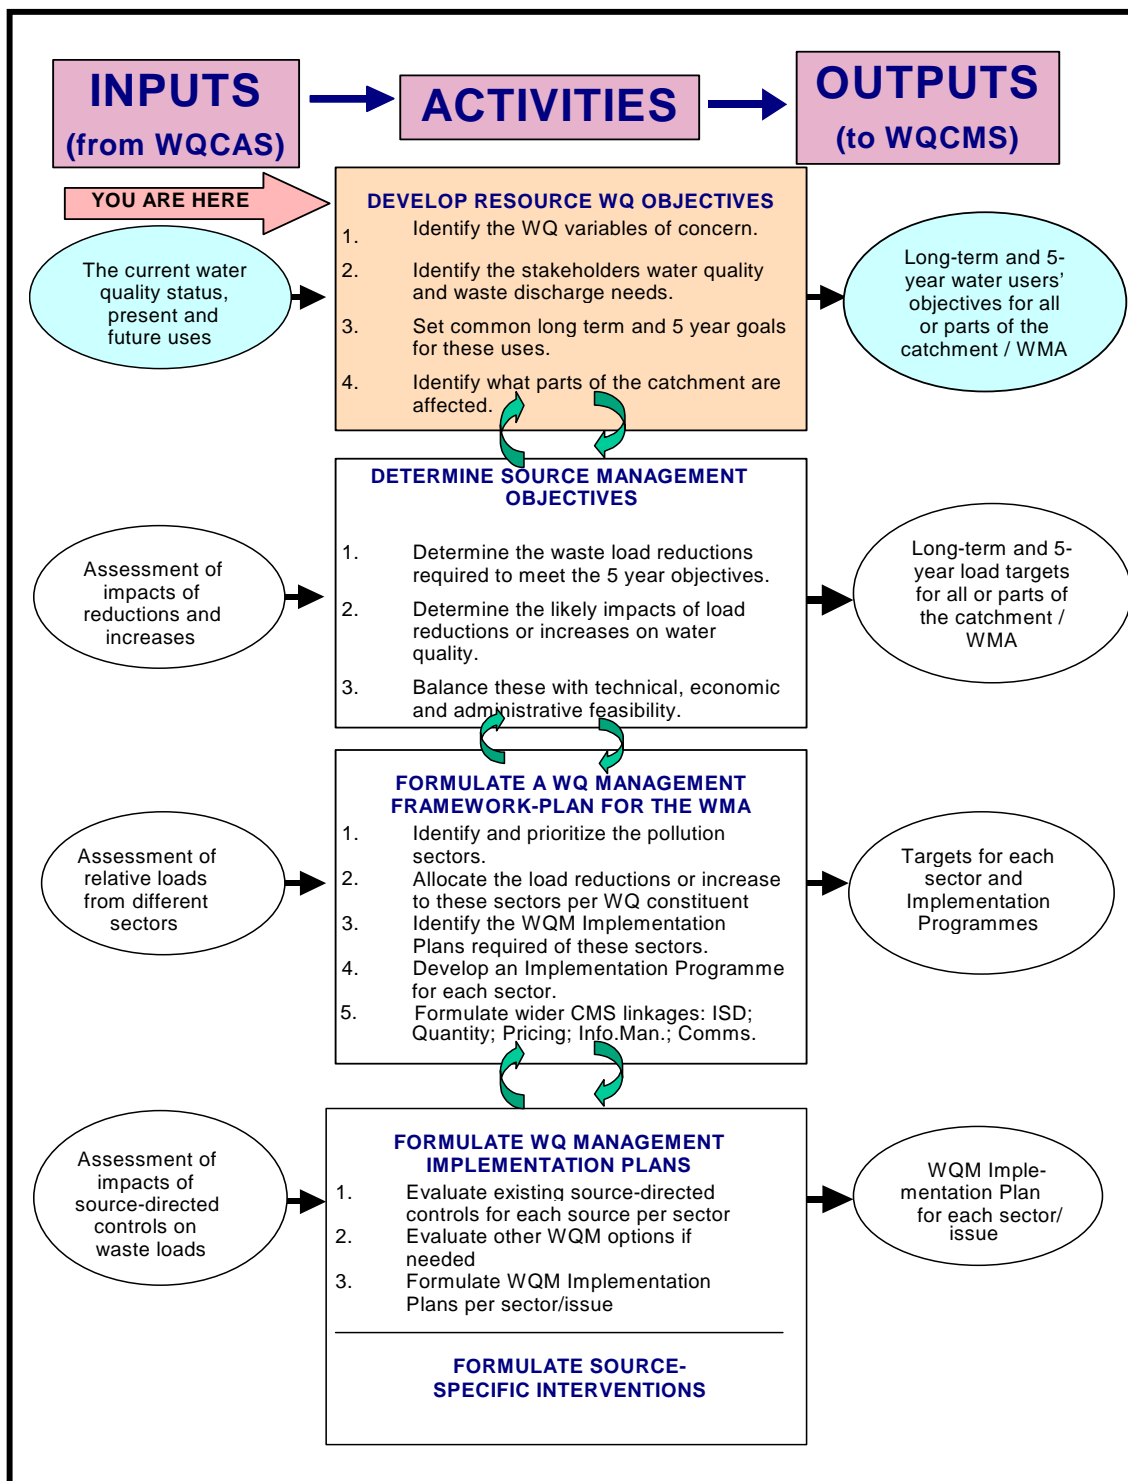 INPUTS
(from WQCAS)
ACTIVITIES
OUTPUTS
(to WQCMS)
YOU ARE HERE
The current water
quality status,
present and
future uses
DEVELOP RESOURCE WQ OBJECTIVES
1. Identify the WQ variables of concern.
2. Identify the stakeholders water quality
and waste discharge needs.
3. Set common long term and 5 year goals
for these uses.
4. Identify what parts of the catchment are
affected.
Long-term and 5-
year water users’
objectives for all
or parts of the
catchment / WMA
Assessment of
impacts of
reductions and
increases
DETERMINE SOURCE MANAGEMENT
OBJECTIVES
1. Determine the waste load reductions
required to meet the 5 year objectives.
2. Determine the likely impacts of load
reductions or increases on water
quality.
3. Balance these with technical, economic
and administrative feasibility.
Long-term and 5-
year load targets
for all or parts of
the catchment /
WMA
Assessment of
relative loads
from different
sectors
FORMULATE A WQ MANAGEMENT
FRAMEWORK-PLAN FOR THE WMA
1. Identify and prioritize the pollution
sectors.
2. Allocate the load reductions or increase
to these sectors per WQ constituent
3. Identify the WQM Implementation
Plans required of these sectors.
4. Develop an Implementation Programme
for each sector.
5. Formulate wider CMS linkages: ISD;
Quantity; Pricing; Info.Man.; Comms.
Targets for each
sector and
Implementation
Programmes
Assessment of
impacts of
source-directed
controls on
waste loads
FORMULATE WQ MANAGEMENT
IMPLEMENTATION PLANS
1. Evaluate existing source-directed
controls for each source per sector
2. Evaluate other WQM options if
needed
3. Formulate WQM Implementation
Plans per sector/issue
FORMULATE SOURCE-
SPECIFIC INTERVENTIONS
WQM Imple-
mentation Plan
for each sector/
issue